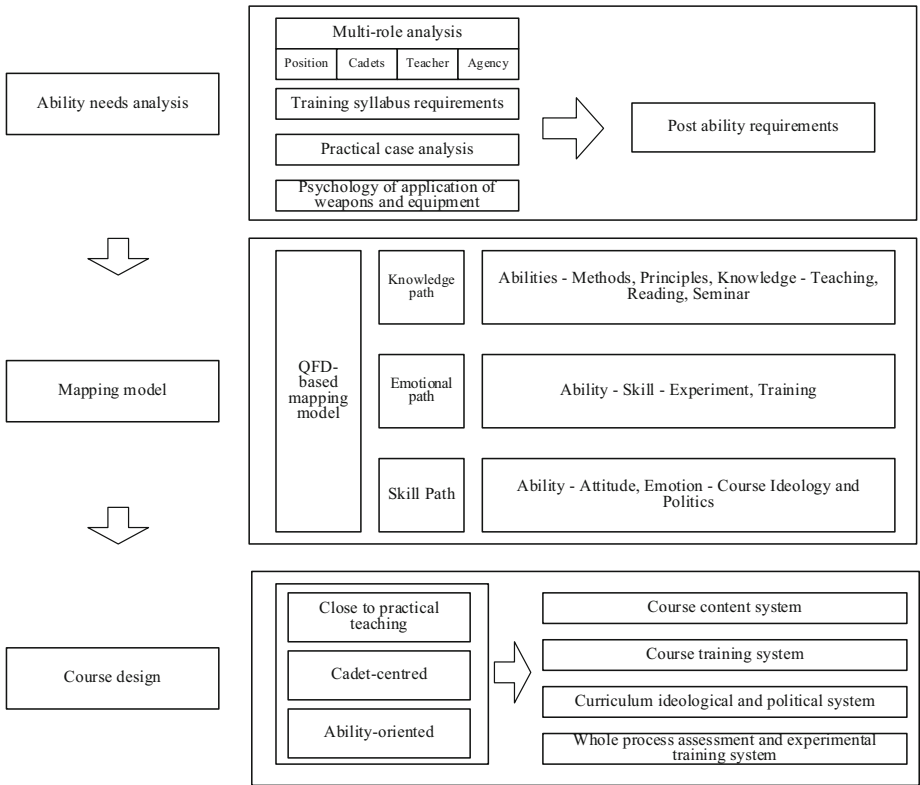 Ability needs analysis
Multi-role analysis
Position
Cadets
Teacher
Agency
Training syllabus requirements
Practical case analysis
Psychology of application of
weapons and equipment
Post ability requirements
Mapping model
QFD-
based
mapping
model
Knowledge
path
Abilities - Methods, Principles, Knowledge - Teaching,
Reading, Seminar
Emotional
path
Ability - Skill - Experiment, Training
Skill Path
Ability - Attitude, Emotion - Course Ideology and
Politics
Course design
Close to practical
teaching
Cadet-centred
Ability-oriented
Course content system
Course training system
Curriculum ideological and political system
Whole process assessment and experimental
training system